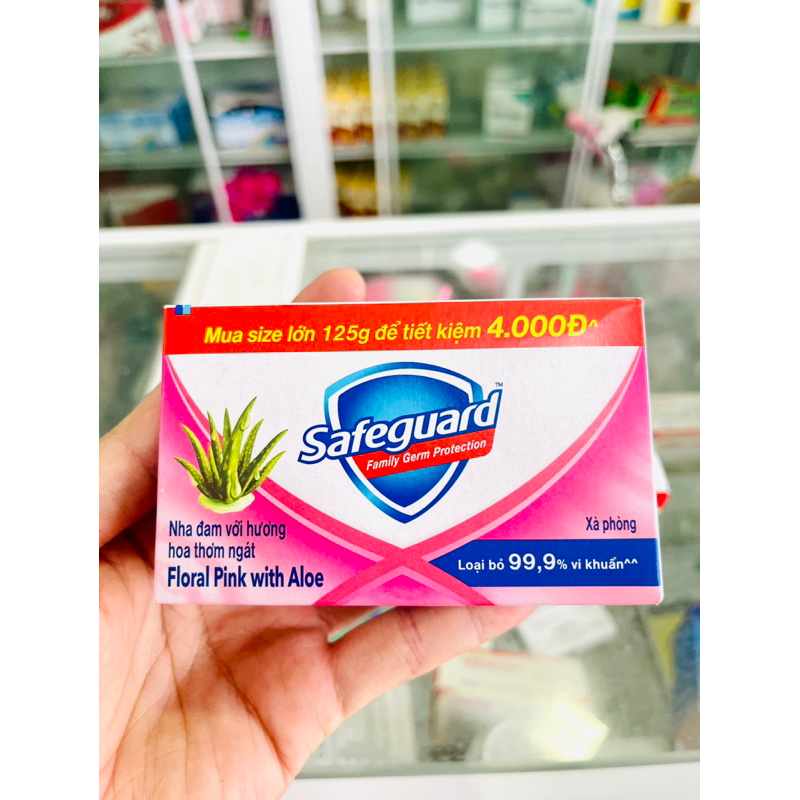 Mua size lớn 125g để tiết kiệm 4.000Đ^
Safeguard™
Family Germ Protection
Nha đam với hương
hoa thơm ngát
Floral Pink with Aloe
Xà phòng
Loại bỏ 99,9% vi khuẩn^^